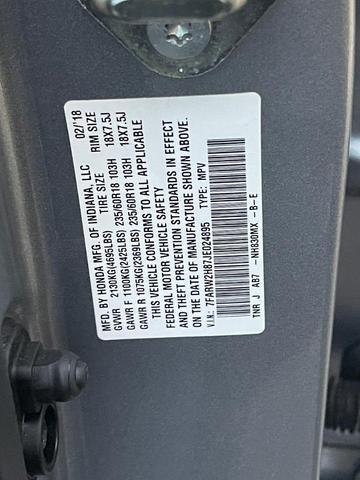 MFG. BY HONDA MFG. OF INDIANA, LLC 02/'18
TIRE SIZE RIM SIZE
GVWR 2130KG(4695LBS)
GAWR F 1100KG(2425LBS) 235/60R18 103H 18X7.5J
GAWR R 1075KG(2369LBS) 235/60R18 103H 18X7.5J
THIS VEHICLE CONFORMS TO ALL APPLICABLE
FEDERAL MOTOR VEHICLE SAFETY
AND THEFT PREVENTION STANDARDS IN EFFECT
ON THE DATE OF MANUFACTURE SHOWN ABOVE.
V.I.N.: 7FARW2H87JE024895 TYPE: MPV
TNR J AB7 -NH830MX -B-E